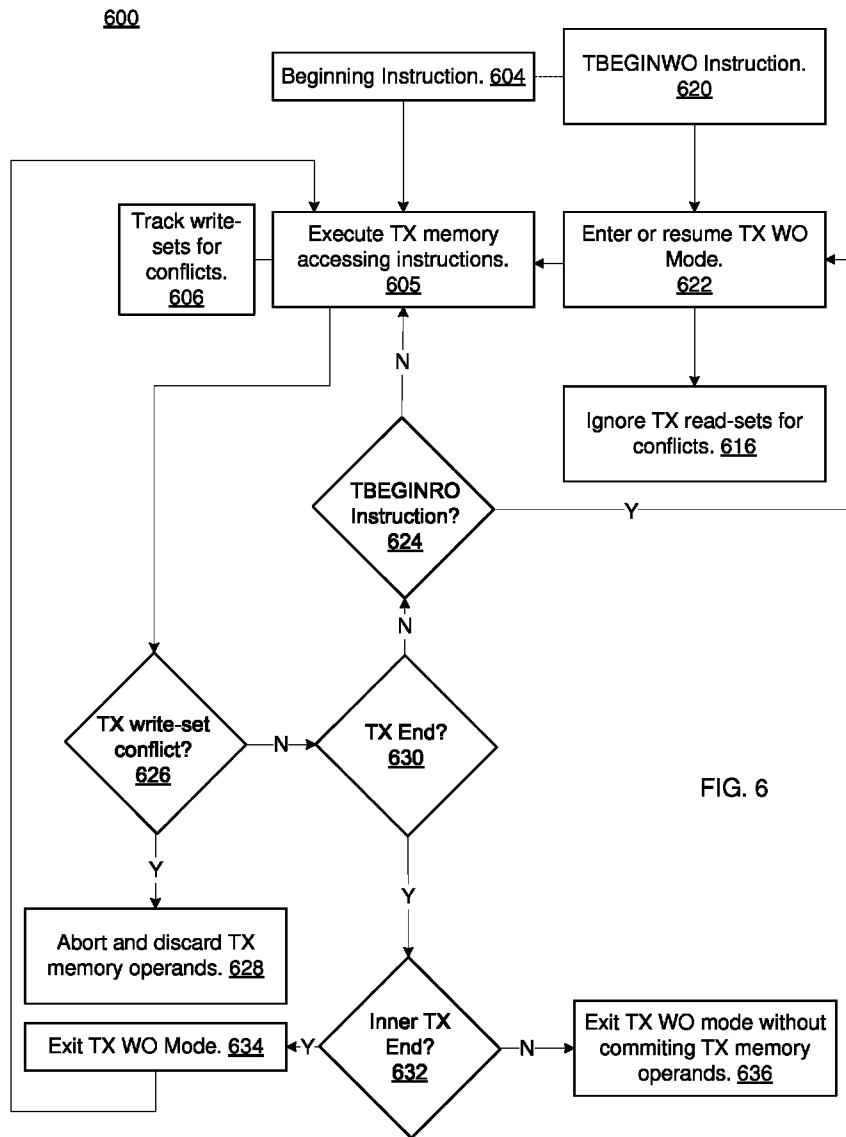 600
Beginning Instruction. 604
TBEGINWO Instruction.
620
Track write-
sets for
conflicts.
606
Execute TX memory
accessing instructions.
605
Enter or resume TX WO
Mode.
622
N
Ignore TX read-sets for
conflicts. 616
TBEGINRO
Instruction?
624
Y
N
TX write-set
conflict?
626
N
TX End?
630
FIG. 6
Y
Y
Abort and discard TX
memory operands. 628
Inner TX
End?
632
Exit TX WO Mode. 634
Y
N
Exit TX WO mode without
commiting TX memory
operands. 636